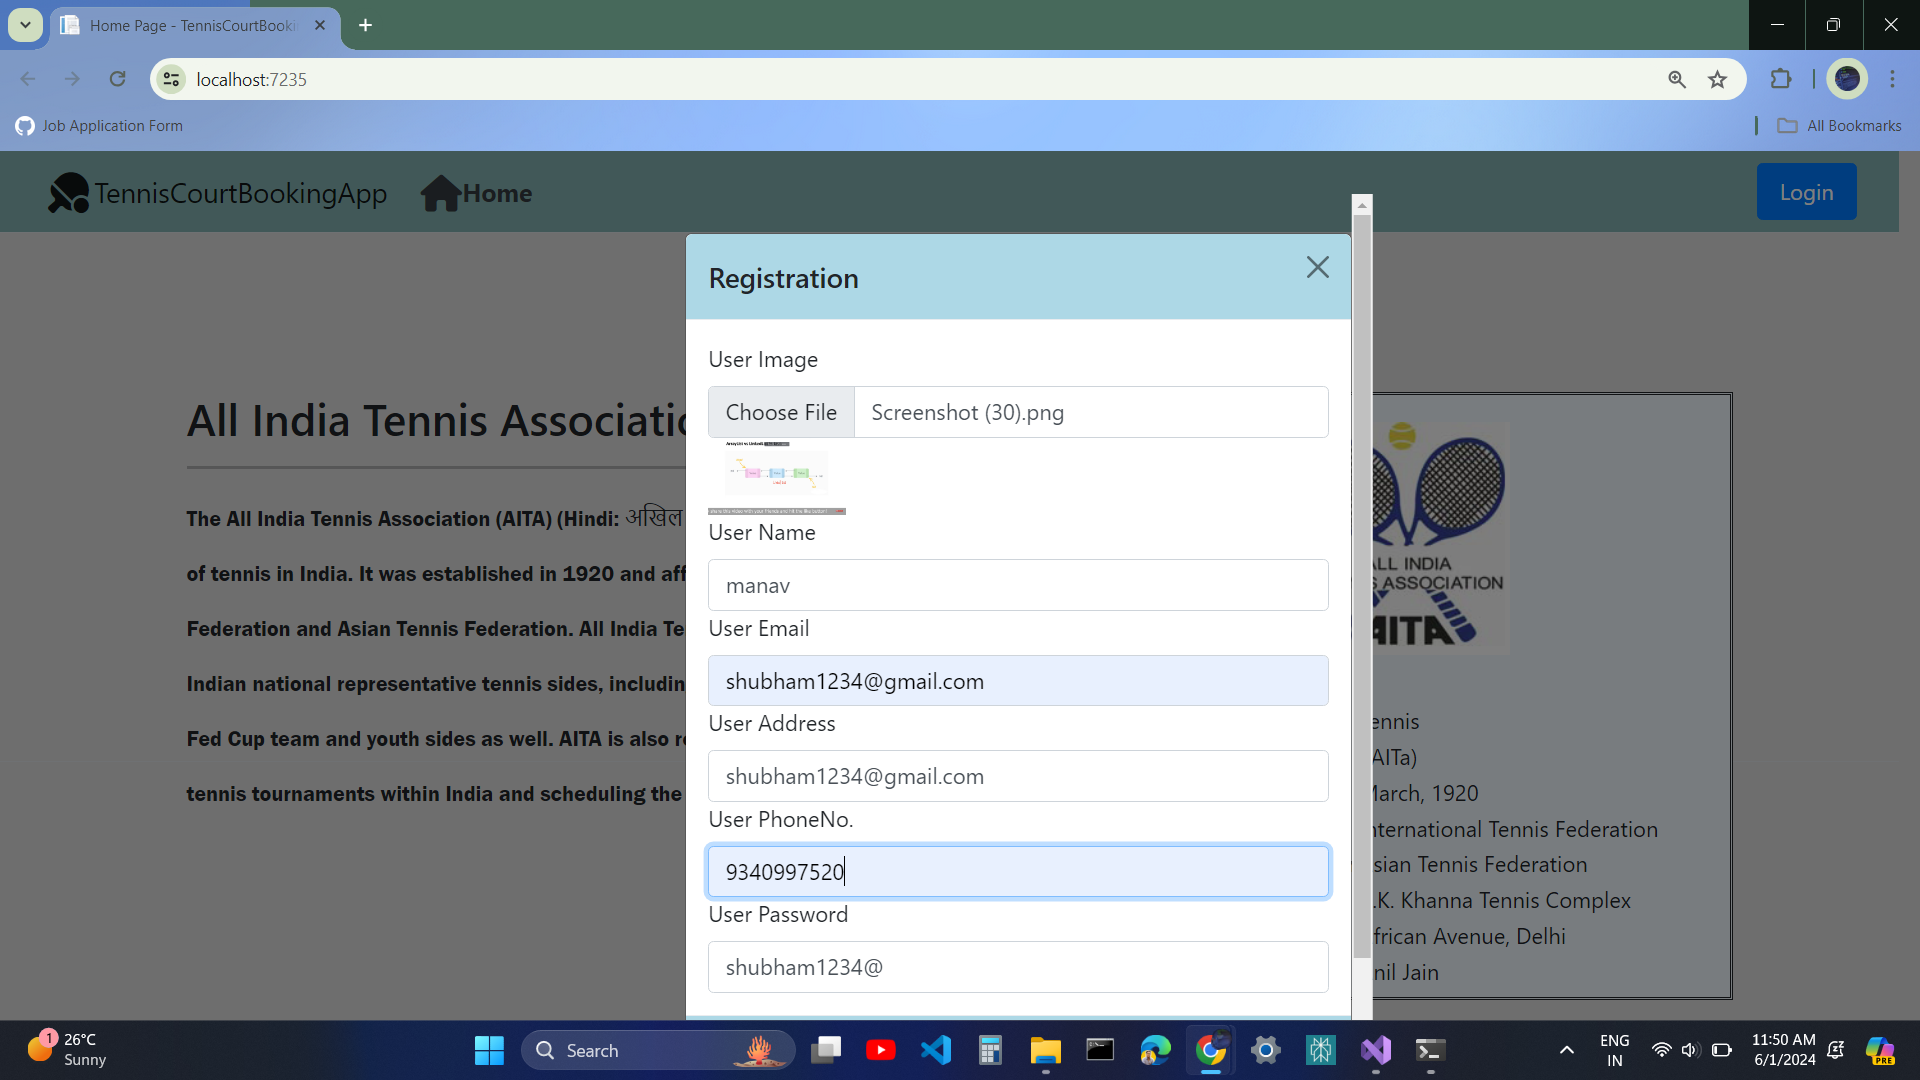 Home Page - TennisCourtBooki
localhost:7235
Job Application Form
All Bookmarks
TennisCourtBookingApp
Home
Login
Registration
User Image
Choose File
Screenshot (30).png
User Name
manav
User Email
shubham1234@gmail.com
User Address
shubham1234@gmail.com
User PhoneNo.
9340997520
User Password
shubham1234@
All India Tennis Associatio
The All India Tennis Association (AITA) (Hindi: अखिल
of tennis in India. It was established in 1920 and aff
Federation and Asian Tennis Federation. All India Te
Indian national representative tennis sides, includin
Fed Cup team and youth sides as well. AITA is also r
tennis tournaments within India and scheduling the
LL INDIA
S ASSOCIATION
AITA
ennis
AITa)
March, 1920
nternational Tennis Federation
sian Tennis Federation
.K. Khanna Tennis Complex
frican Avenue, Delhi
nil Jain
1
26°C
Sunny
Search
ENG
IN
11:50 AM
6/1/2024
PRE